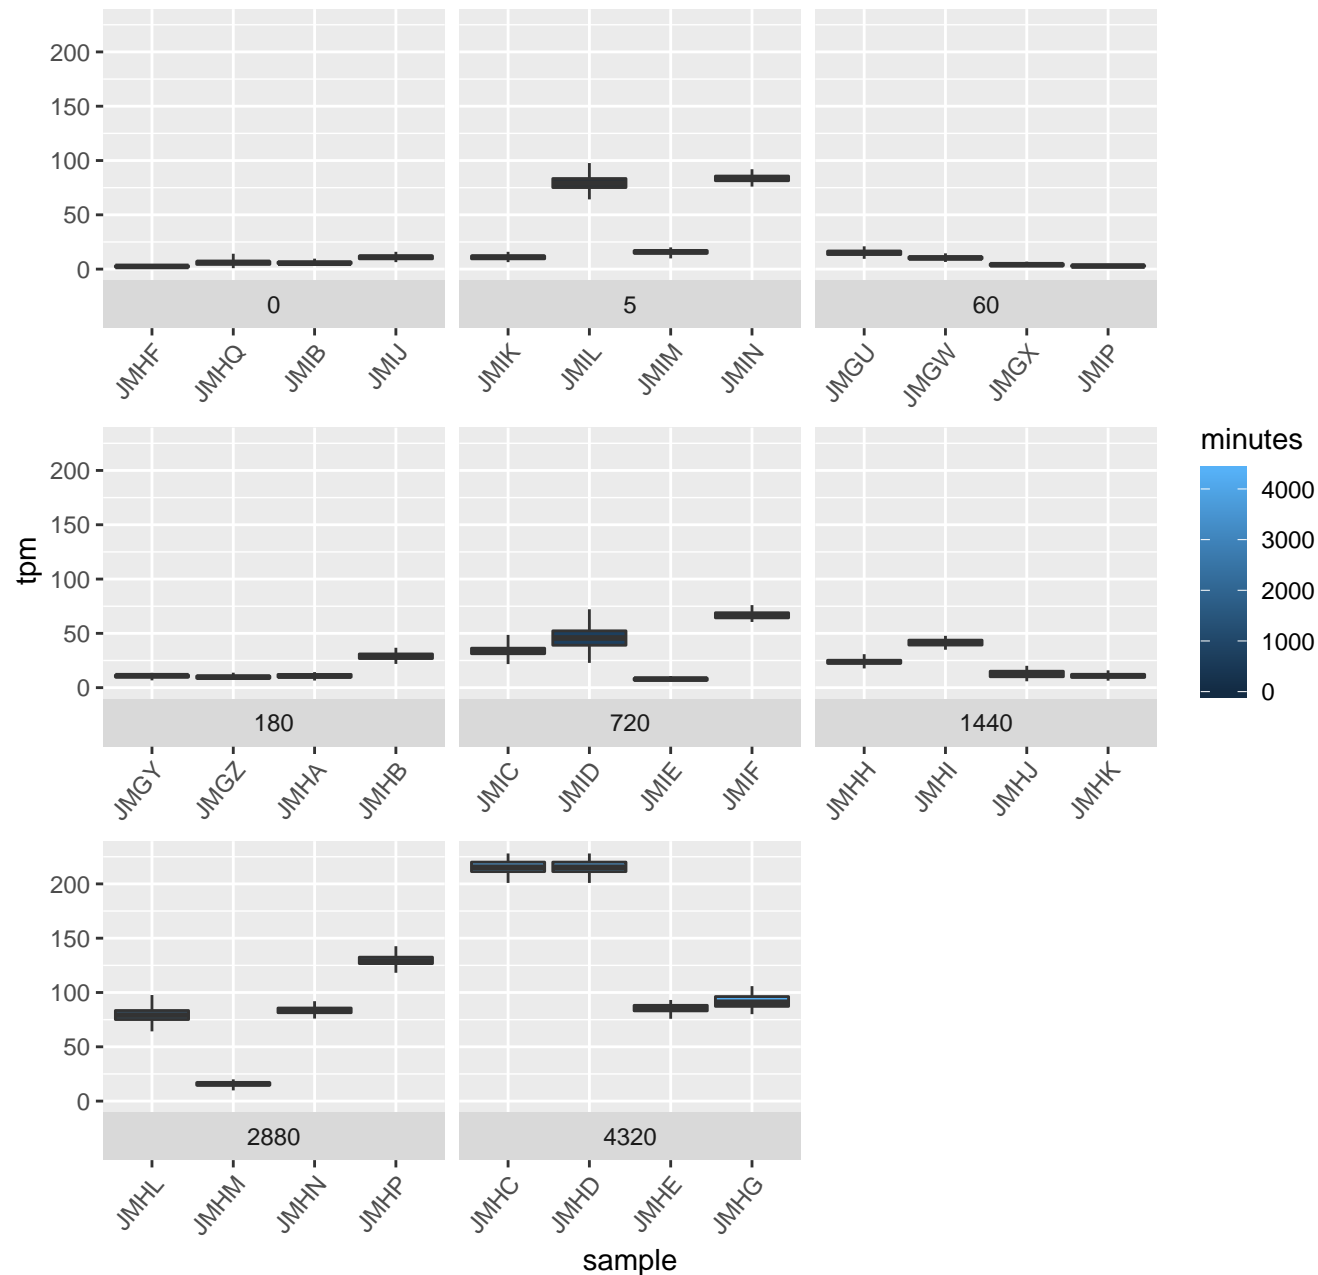 200
150
100
50
0
0 5 60
JMHF JMHQ JMIB JMIJ JMIK JMIL JMIM JMIN JMGU JMGW JMGX JMIP
200
150
100
50
0
180 720 1440
JMGY JMGZ JMHA JMHB JMIC JMID JMIE JMIF JMHH JMHI JMHJ JMHK
200
150
100
50
0
2880 4320
JMHL JMHM JMHN JMHP JMHC JMHD JMHE JMHG
tpm
sample
minutes
4000
3000
2000
1000
0